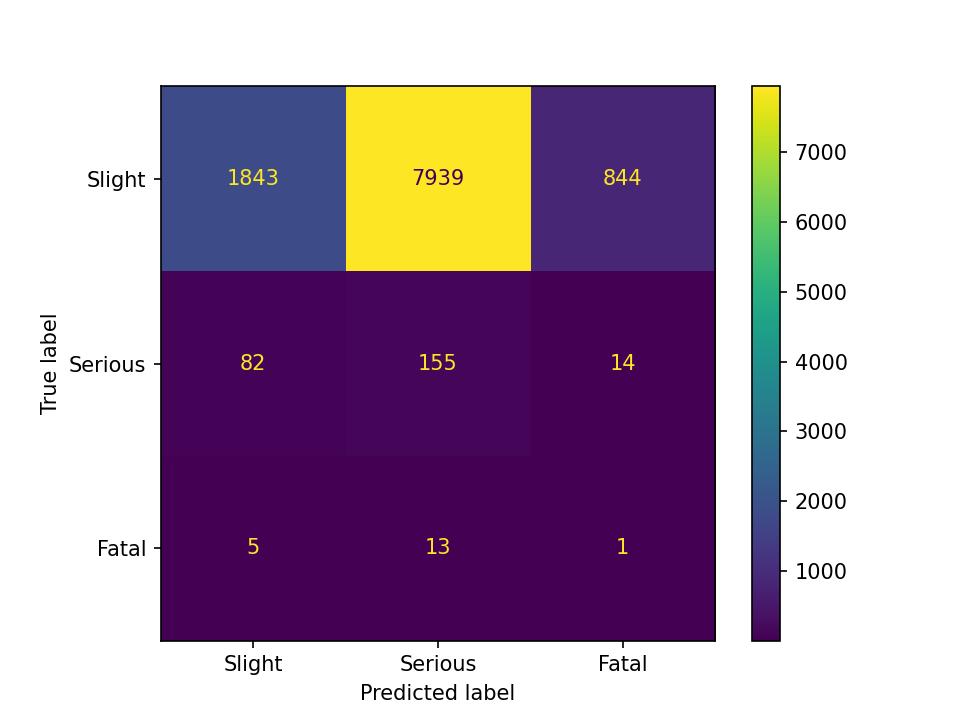 Slight 1843 7939 844
Serious 82 155 14
Fatal 5 13 1
Slight Serious Fatal
Predicted label
True label
7000
6000
5000
4000
3000
2000
1000